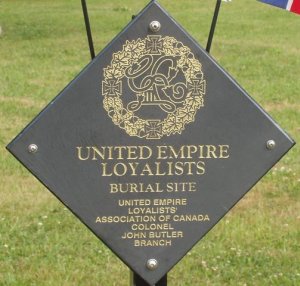 UNITED EMPIRE
LOYALISTS
BURIAL SITE
UNITED EMPIRE
LOYALISTS'
ASSOCIATION OF CANADA
COLONEL
JOHN BUTLER
BRANCH